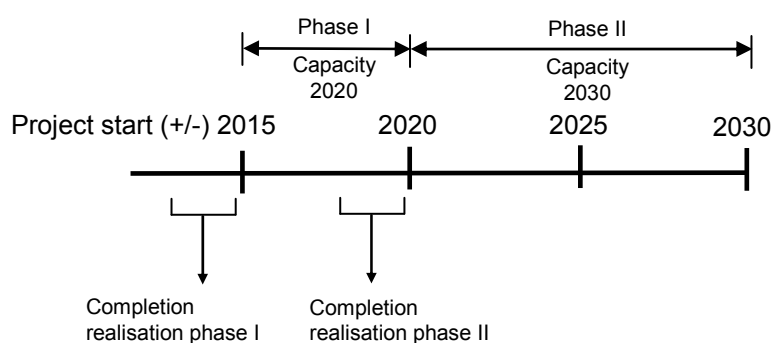 Phase I
Phase II
Capacity
2020
Capacity
2030
Project start (+/-) 2015
2020
2025
2030
Completion
realisation phase I
Completion
realisation phase II